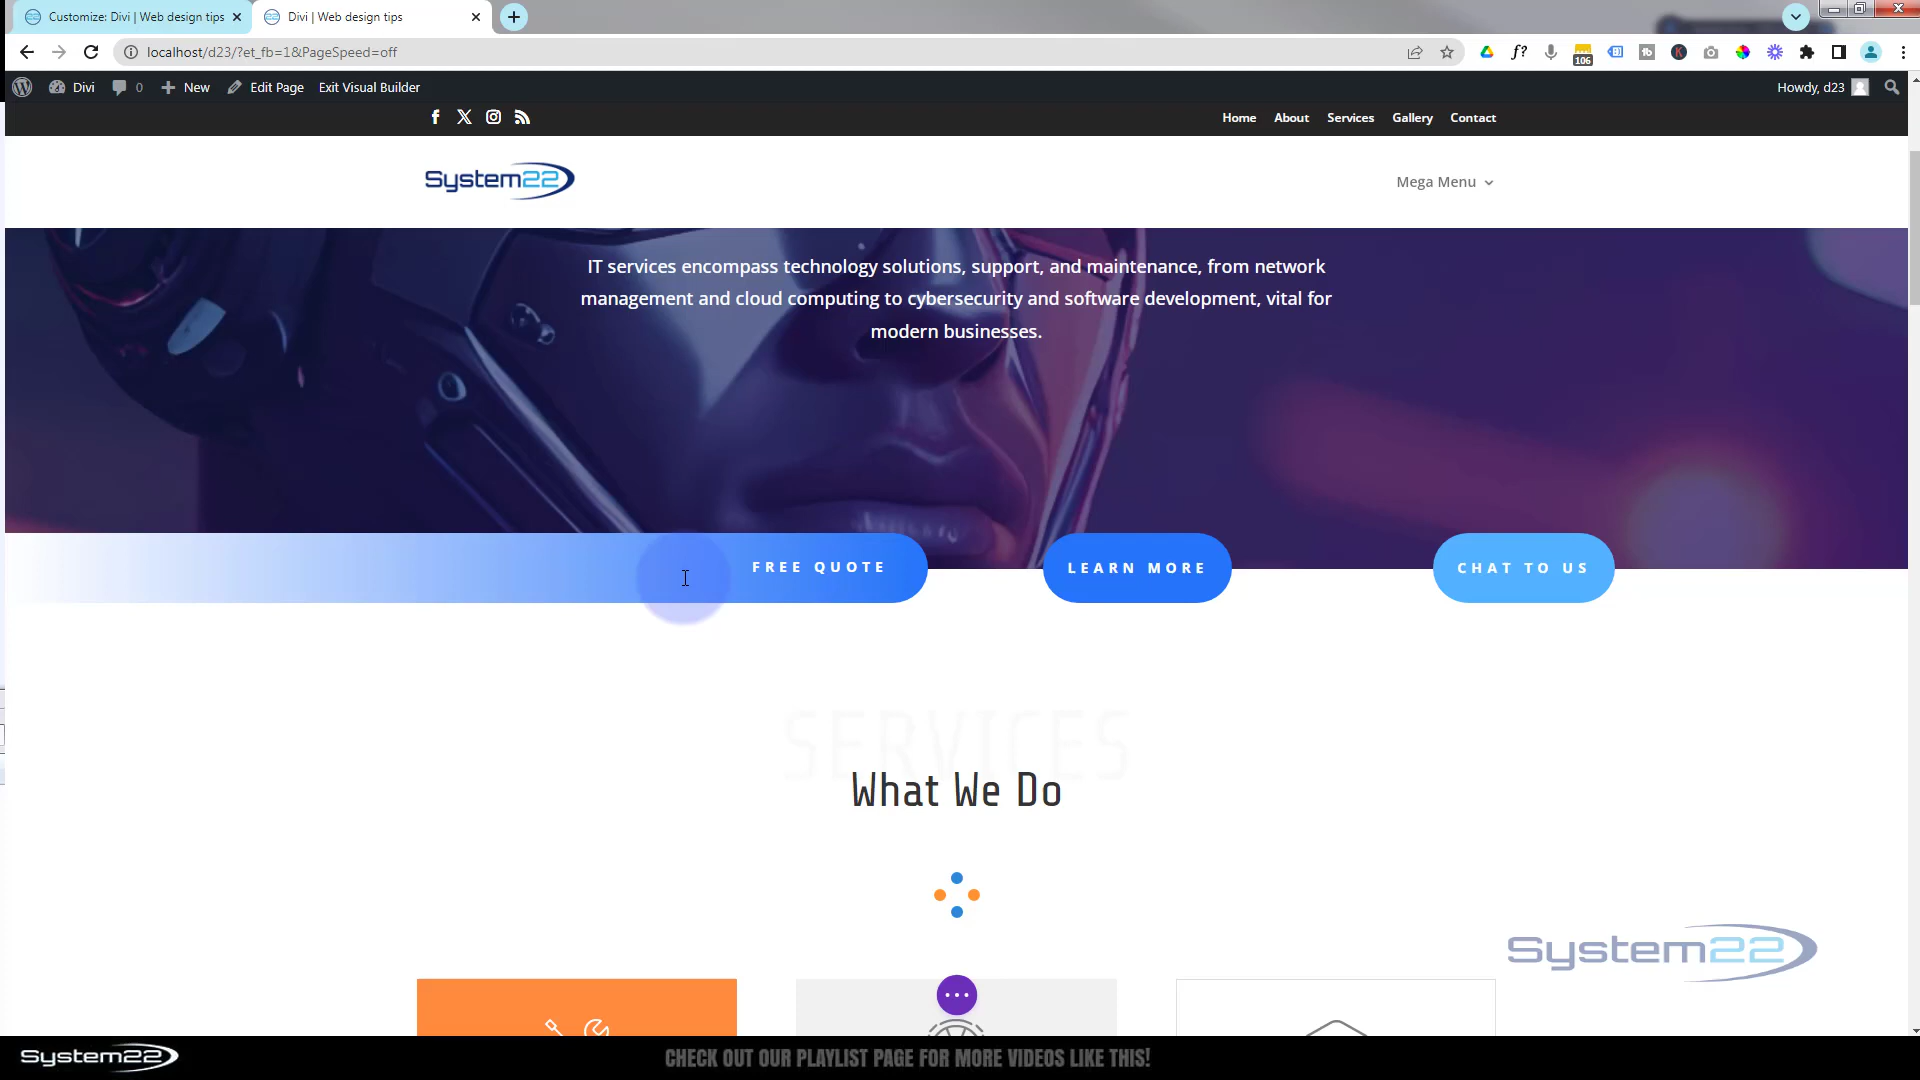 Customize: Divi | Web design tips
Divi | Web design tips
localhost/d23/?et_fb=1&PageSpeed=off
f?
106
Divi
0
New
Edit Page
Exit Visual Builder
Howdy, d23
Home
About
Services
Gallery
Contact
System22
Mega Menu
IT services encompass technology solutions, support, and maintenance, from network
management and cloud computing to cybersecurity and software development, vital for
modern businesses.
FREE QUOTE
LEARN MORE
CHAT TO US
SERVICES
What We Do
System22
System22
CHECK OUT OUR PLAYLIST PAGE FOR MORE VIDEOS LIKE THIS!